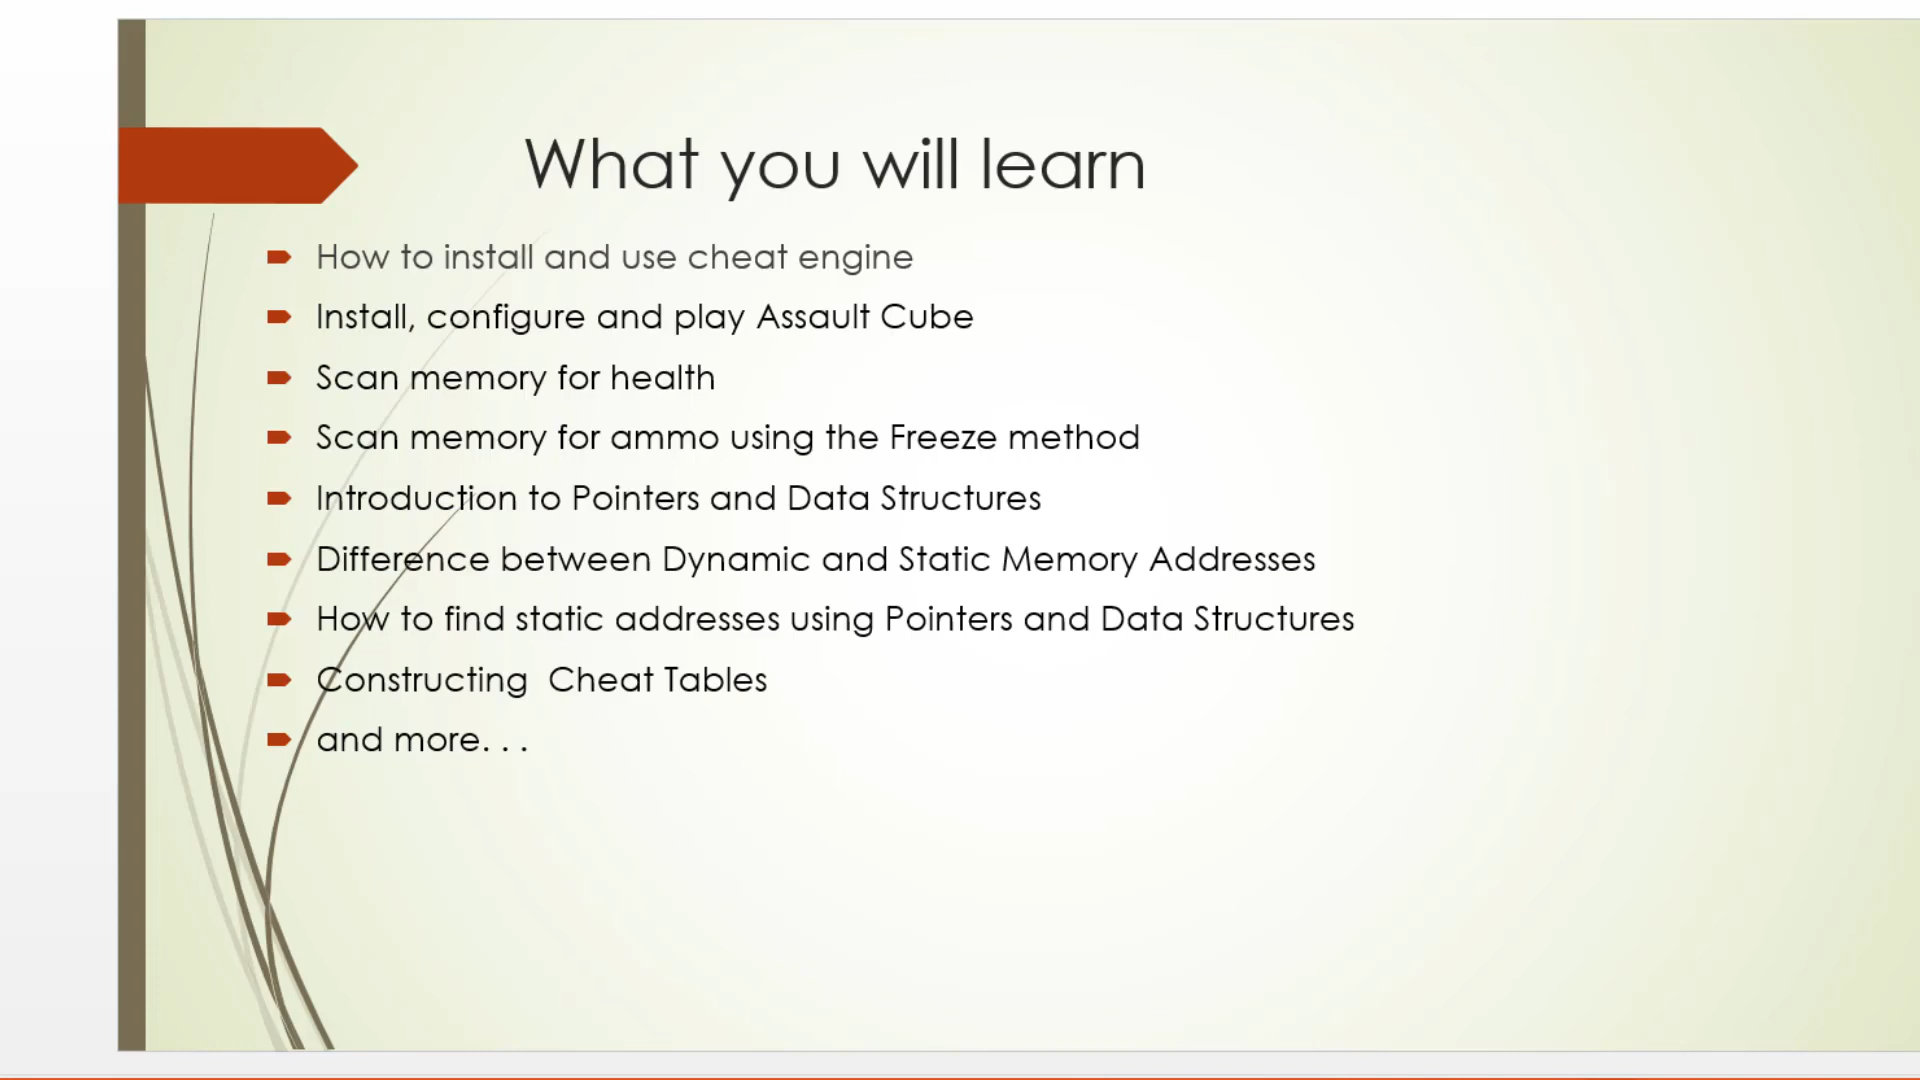 What you will learn
How to install and use cheat engine
Install, configure and play Assault Cube
Scan memory for health
Scan memory for ammo using the Freeze method
Introduction to Pointers and Data Structures
Difference between Dynamic and Static Memory Addresses
How to find static addresses using Pointers and Data Structures
Constructing  Cheat Tables
and more. . .